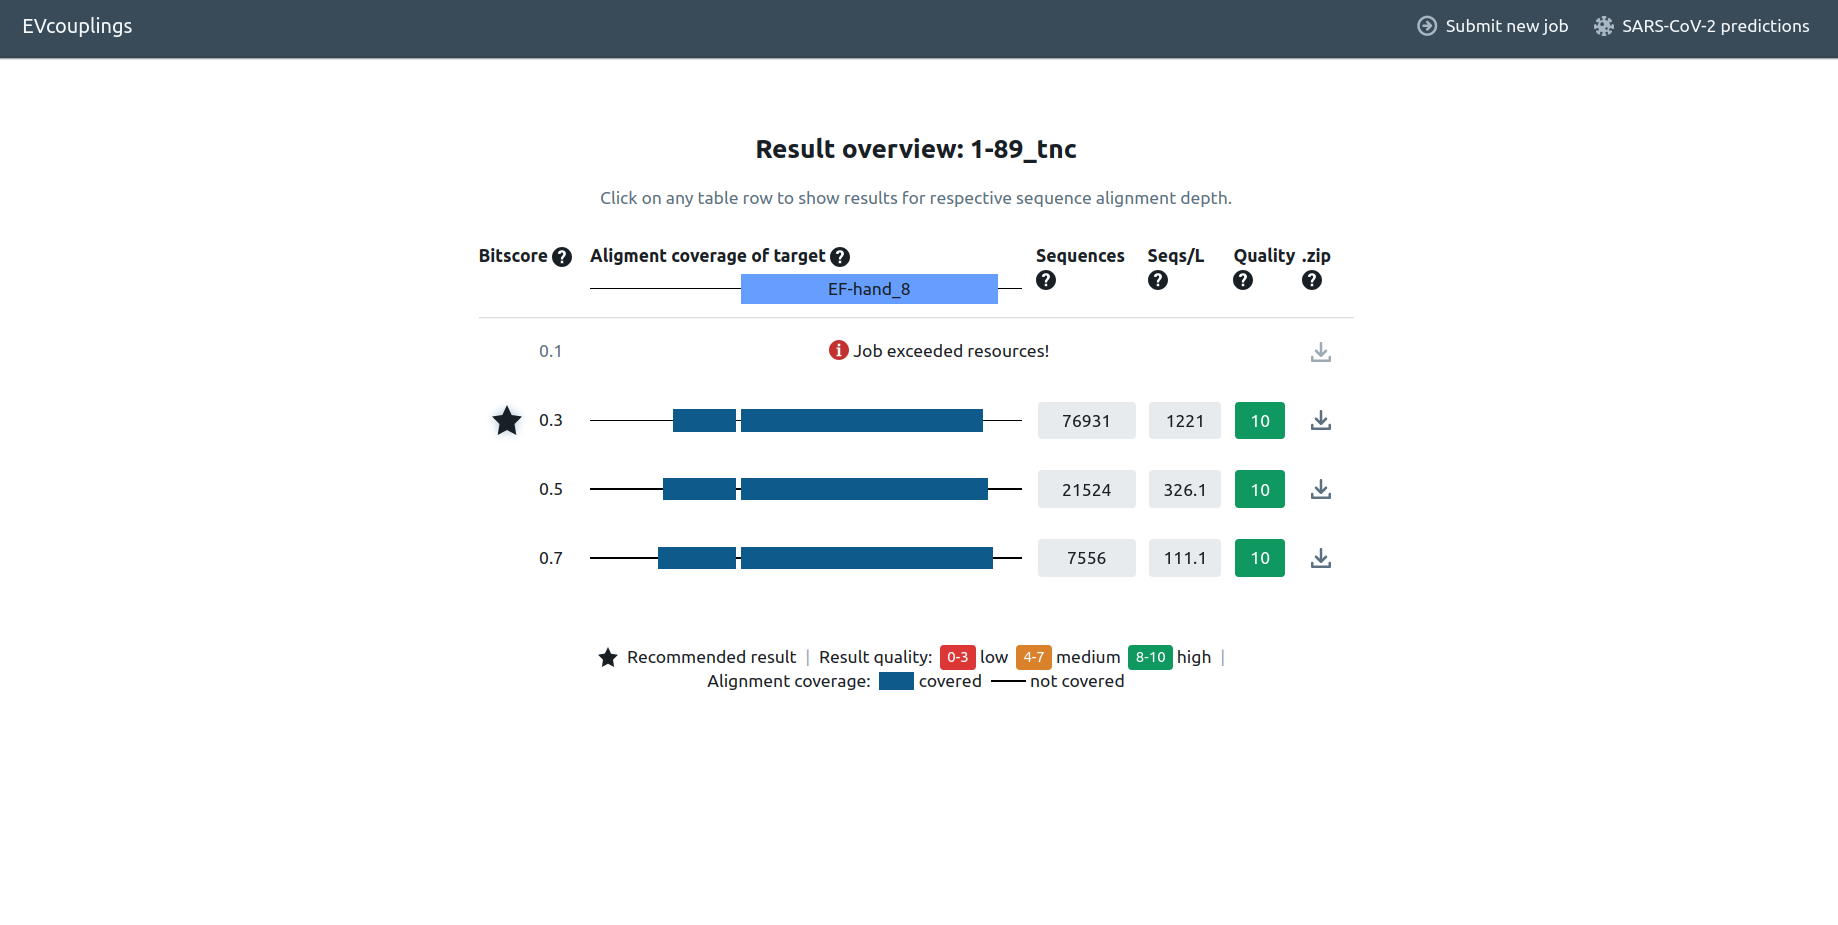 EVcouplings
Submit new job
SARS-CoV-2 predictions
Result overview: 1-89_tnc
Click on any table row to show results for respective sequence alignment depth.
Bitscore ? Aligment coverage of target ? Sequences ? Seqs/L ? Quality ? .zip ?
EF-hand_8
0.1 Job exceeded resources!
0.3 76931 1221 10
0.5 21524 326.1 10
0.7 7556 111.1 10
Recommended result | Result quality: 0-3 low 4-7 medium 8-10 high |
Alignment coverage: covered not covered